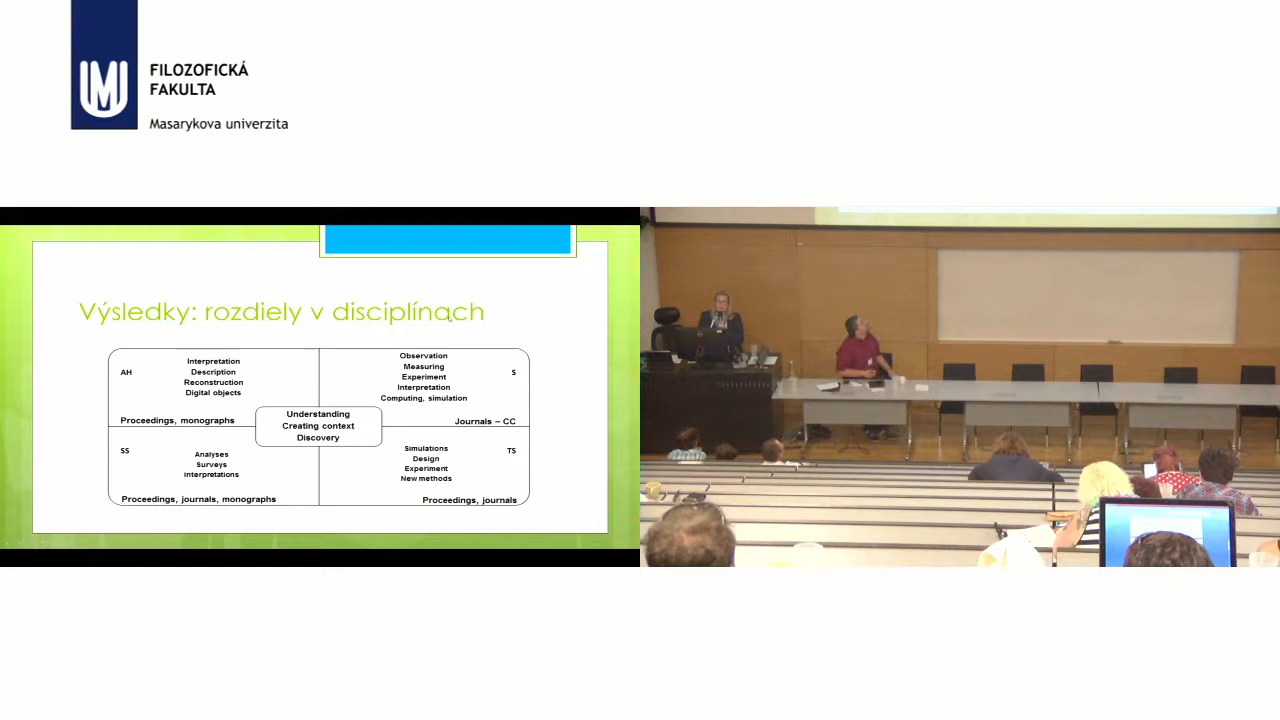 FILOZOFICKÁ
FAKULTA
Masarykova univerzita
Výsledky: rozdiely v disciplínach
AH
Interpretation
Description
Reconstruction
Digital objects
Proceedings, monographs
Observation
Measuring
Experiment
Interpretation
Computing, simulation
S
Journals – CC
Understanding
Creating context
Discovery
SS
Analyses
Surveys
interpretations
Proceedings, journals, monographs
Simulations
Design
Experiment
New methods
TS
Proceedings, journals